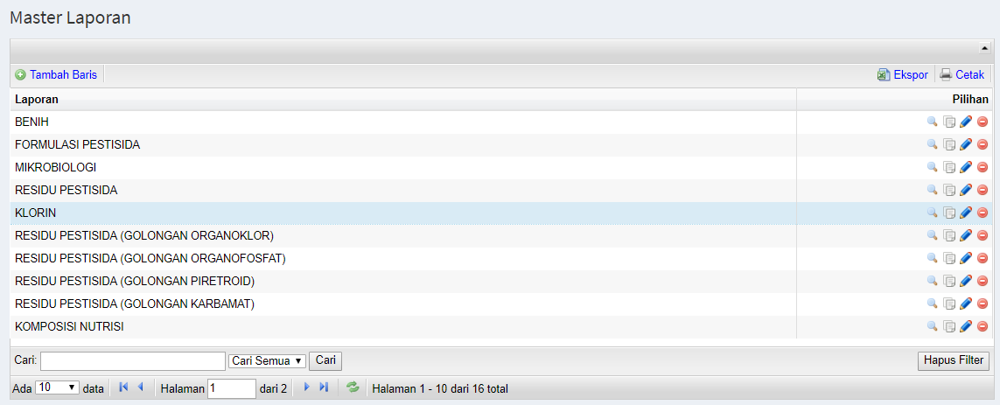 Master Laporan
Tambah Baris Ekspor Cetak
Laporan Pilihan
BENIH
FORMULASI PESTISIDA
MIKROBIOLOGI
RESIDU PESTISIDA
KLORIN
RESIDU PESTISIDA (GOLONGAN ORGANOKLOR)
RESIDU PESTISIDA (GOLONGAN ORGANOFOSFAT)
RESIDU PESTISIDA (GOLONGAN PIRETROID)
RESIDU PESTISIDA (GOLONGAN KARBAMAT)
KOMPOSISI NUTRISI
Cari: Cari Semua Cari Hapus Filter
Ada 10 data Halaman 1 dari 2 Halaman 1 - 10 dari 16 total